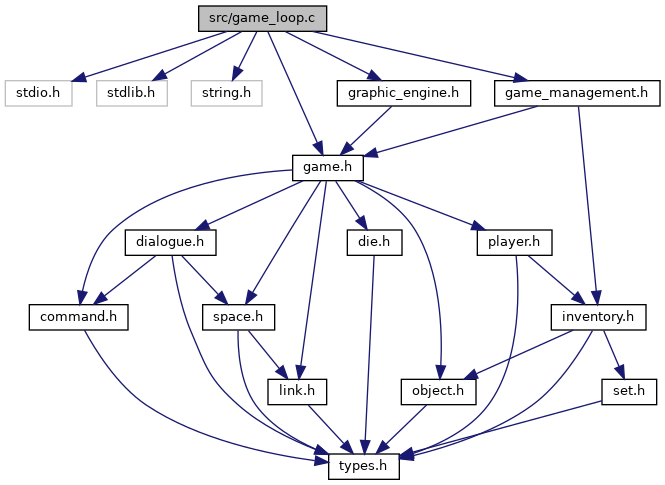 src/game_loop.c
stdio.h
stdlib.h
string.h
graphic_engine.h
game_management.h
game.h
dialogue.h
die.h
player.h
command.h
space.h
inventory.h
link.h
object.h
set.h
types.h